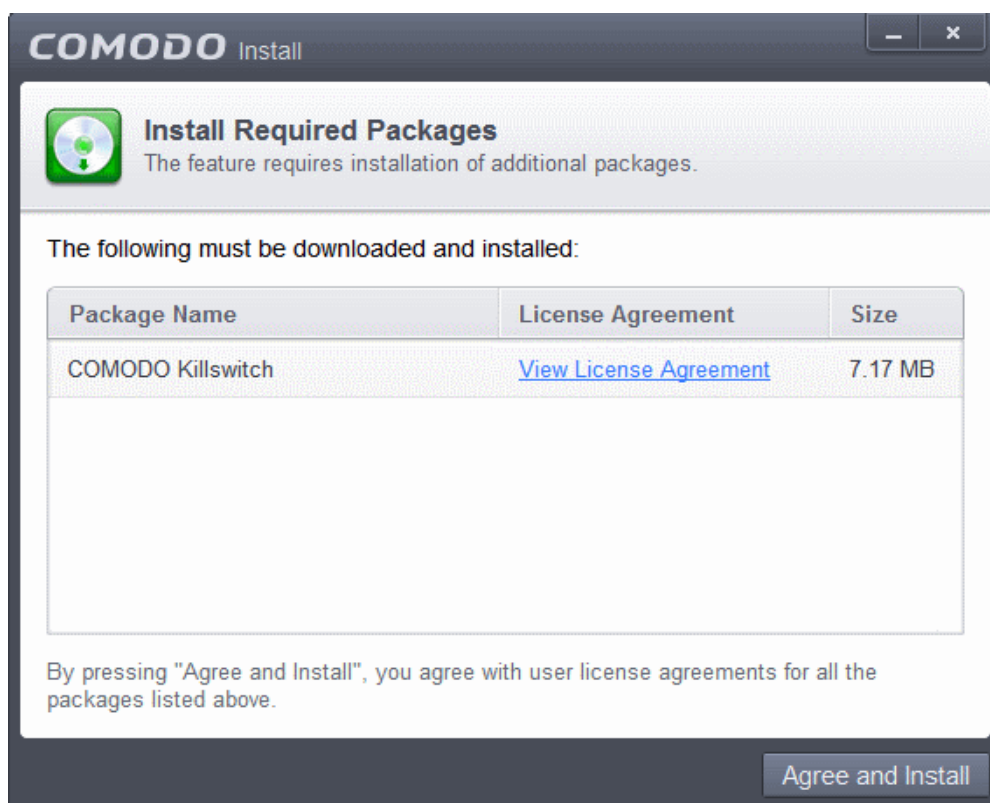 COMODO Install
Install Required Packages
The feature requires installation of additional packages.
The following must be downloaded and installed:
Package Name License Agreement Size
COMODO Killswitch View License Agreement 7.17 MB
By pressing "Agree and Install", you agree with user license agreements for all the
packages listed above.
Agree and Install